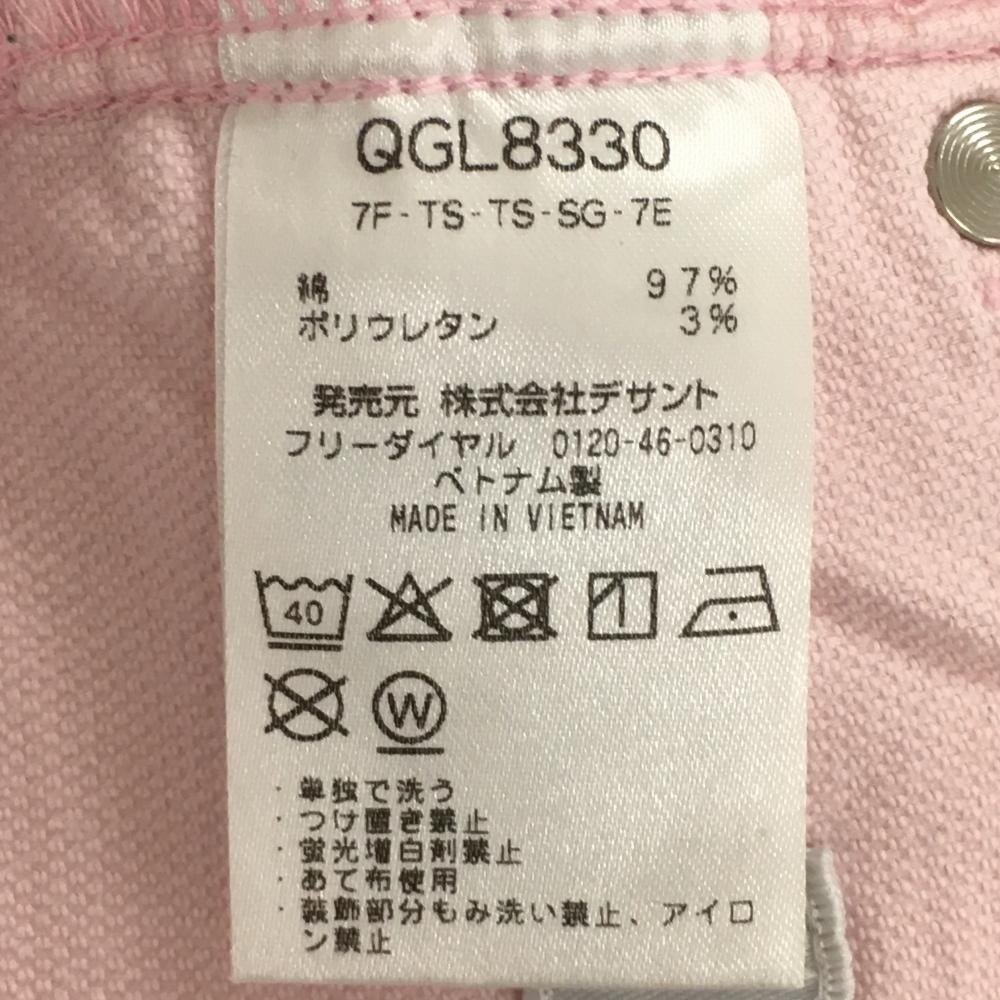 QGL8330
7F-TS-TS-SG-7E
綿 97%
ポリウレタン 3%
発売元 株式会社デサント
フリーダイヤル 0120-46-0310
ベトナム製
MADE IN VIETNAM
40
W
・単独で洗う
・つけ置き禁止
・蛍光増白剤禁止
・あて布使用
・装飾部分もみ洗い禁止、アイロ
ン禁止